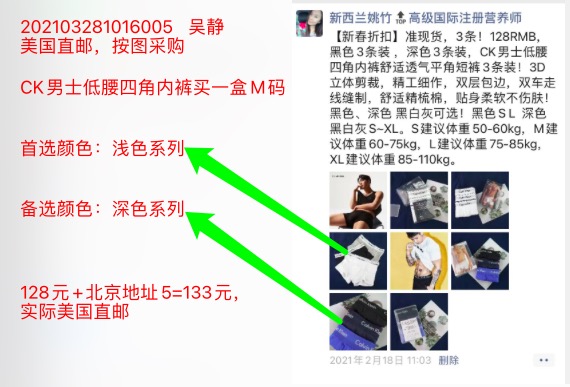 202103281016005 吴静
美国直邮，按图采购
CK男士低腰四角内裤买一盒M码
首选颜色：浅色系列
备选颜色：深色系列
128元+北京地址5=133元，
实际美国直邮
新西兰姚竹 TOP 高级国际注册营养师
【新春折扣】准现货，3条！128RMB，
黑色3条装 ，深色3条装，CK男士低腰
四角内裤舒适透气平角短裤3条装！3D
立体剪裁，精工细作，双层包边，双车走
线缝制，舒适精梳棉，贴身柔软不伤肤！
黑色、深色 黑白灰可选！黑色S L 深色
黑白灰S~XL。S建议体重50-60kg，M建
议体重60-75kg，L建议体重75-85kg，
XL建议体重85-110kg。
2021年2月18日 11:03 删除